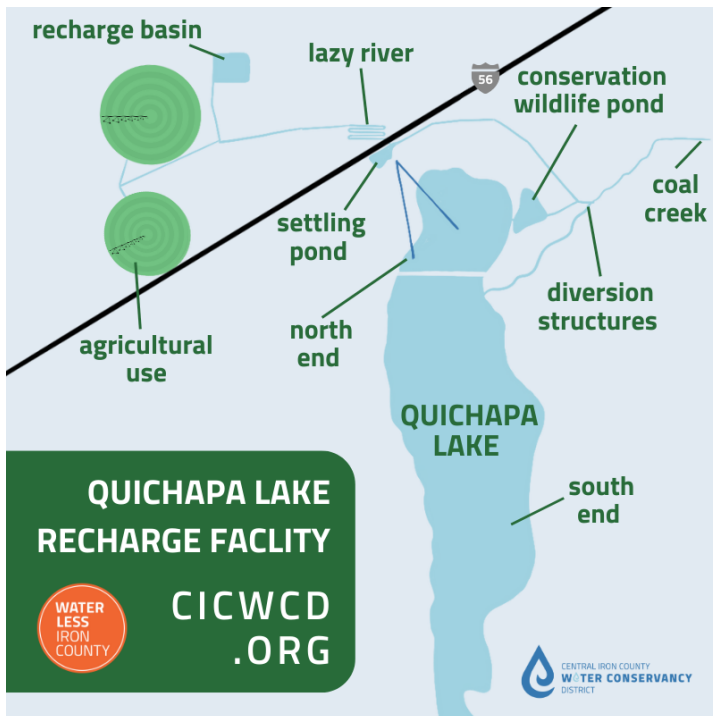 recharge basin
lazy river
56
conservation
wildlife pond
coal
creek
settling
pond
diversion
structures
north
end
agricultural
use
QUICHAPA
LAKE
south
end
QUICHAPA LAKE
RECHARGE FACLITY
WATER
LESS
IRON
COUNTY
CICWCD
.ORG
CENTRAL IRON COUNTY
WATER CONSERVANCY
DISTRICT